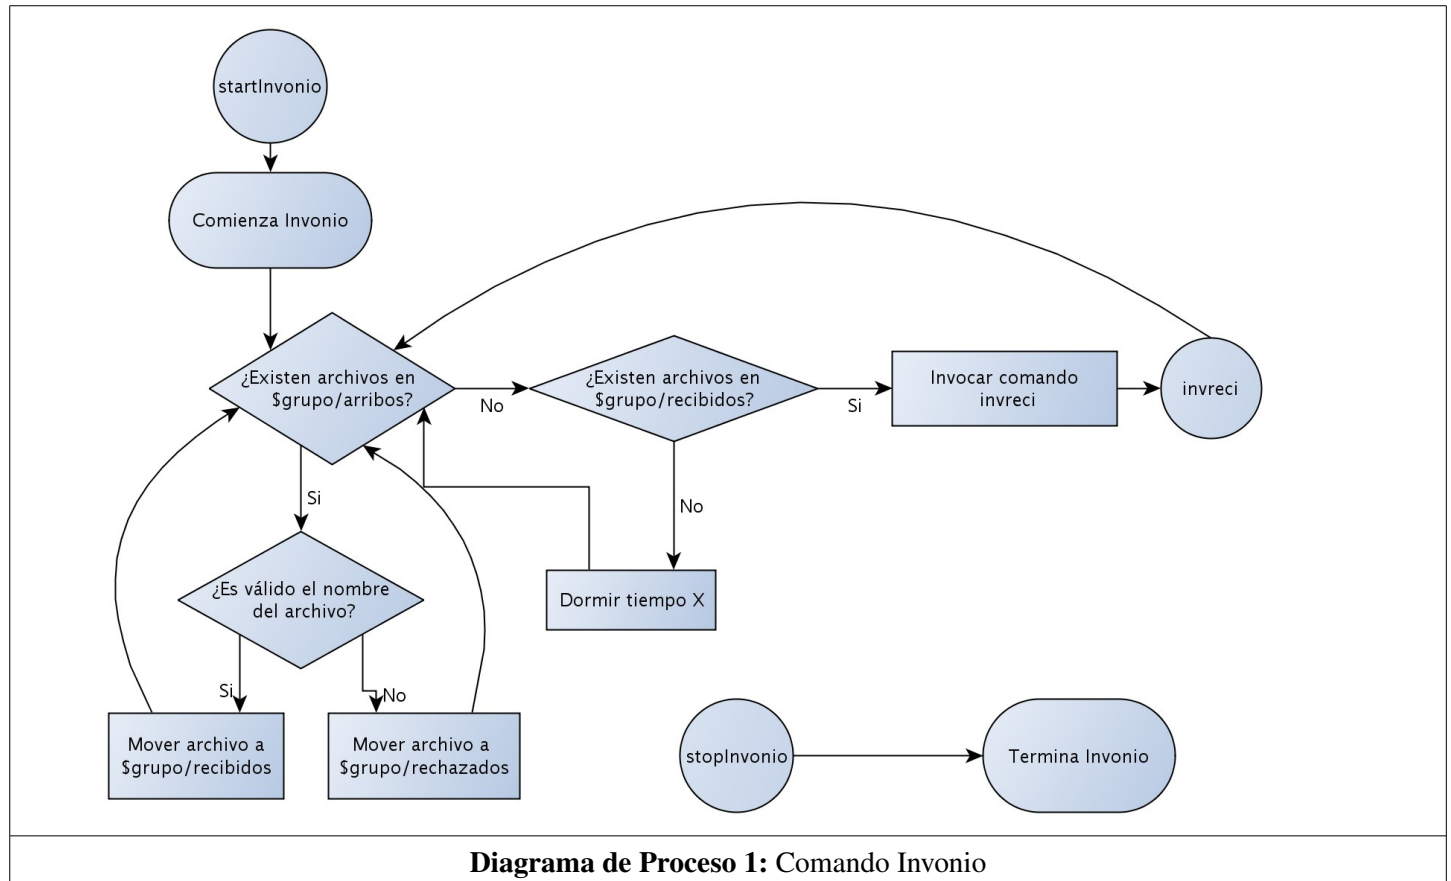 startInvonio
Comienza Invonio
¿Existen archivos en
$grupo/arribos?
No
¿Existen archivos en
$grupo/recibidos?
Si
Invocar comando
invreci
invreci
Si
No
¿Es válido el nombre
del archivo?
Dormir tiempo X
Si
No
Mover archivo a
$grupo/recibidos
Mover archivo a
$grupo/rechazados
stopInvonio
Termina Invonio
Diagrama de Proceso 1: Comando Invonio